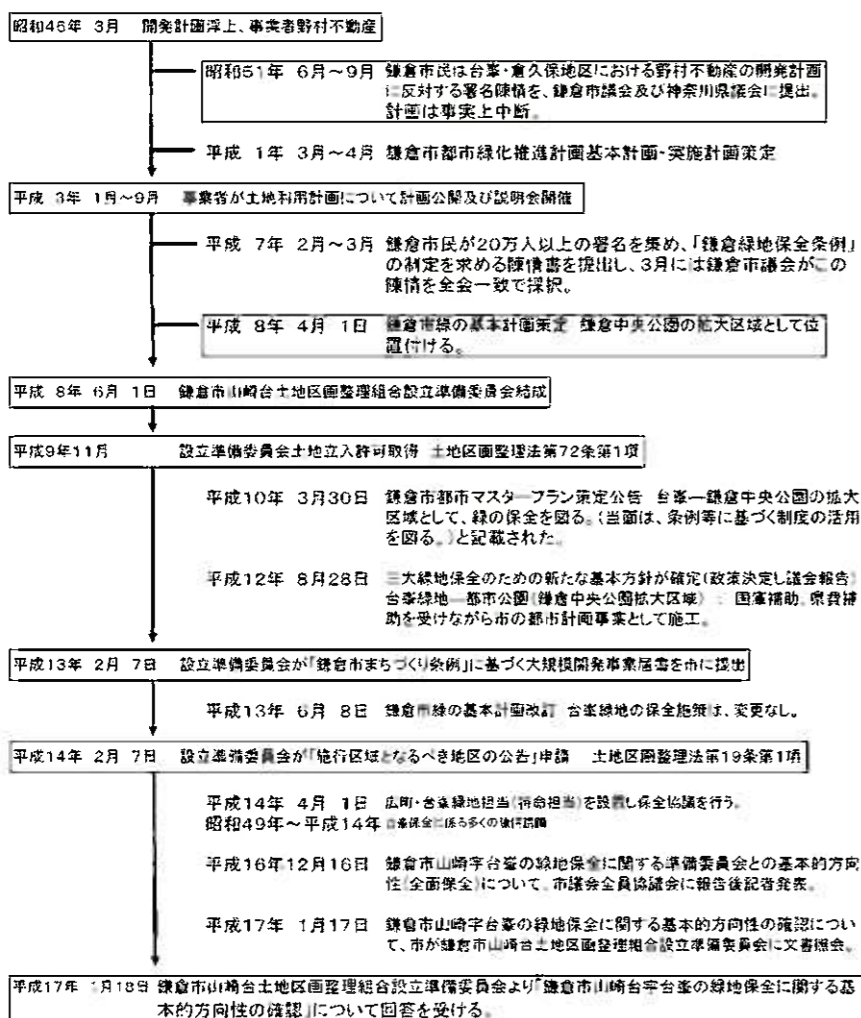 昭和46年 3月 開発計画浮上、事業者野村不動産
昭和51年 6月～9月 鎌倉市民は台峯・倉久保地区における野村不動産の開発計画
に反対する署名陳情を、鎌倉市議会及び神奈川県議会に提出。
計画は事実上中断。
平成 1年 3月～4月 鎌倉市都市緑化推進計画基本計画・実施計画策定
平成 3年 1月～9月 事業者が土地利用計画について計画公開及び説明会開催
平成 7年 2月～3月 鎌倉市民が20万人以上の署名を集め、「鎌倉緑地保全条例」
の制定を求める陳情書を提出し、3月には鎌倉市議会がこの
陳情を全会一致で採択。
平成 8年 4月 1日 鎌倉市緑の基本計画策定 鎌倉中央公園の拡大区域として位
置付ける。
平成 8年 6月 1日 鎌倉市山崎台土地区画整理組合設立準備委員会結成
平成9年11月 設立準備委員会土地立入許可取得 土地区画整理法第72条第1項
平成10年 3月30日 鎌倉市都市マスタープラン策定公告 台峯―鎌倉中央公園の拡大
区域として、緑の保全を図る。（当面は、条例等に基づく制度の活用
を図る。）と記載された。
平成12年 8月28日 三大緑地保全のための新たな基本方針が確定（政策決定し議会報告）
台峯緑地―都市公園（鎌倉中央公園拡大区域） : 国庫補助、県費補
助を受けながら市の都市計画事業として施工。
平成13年 2月 7日 設立準備委員会が「鎌倉市まちづくり条例」に基づく大規模開発事業届書を市に提出
平成13年 6月 8日 鎌倉市緑の基本計画改訂 台峯緑地の保全施策は、変更なし。
平成14年 2月 7日 設立準備委員会が「施行区域となるべき地区の公告」申請 土地区画整理法第19条第1項
平成14年 4月 1日 広町・台峯緑地担当（特命担当）を設置し保全協議を行う。
昭和49年～平成14年 台峯保全に係る多くの陳情請願
平成16年12月16日 鎌倉市山崎字台峯の緑地保全に関する準備委員会との基本的方向
性（全面保全）について、市議会全員協議会に報告後記者発表。
平成17年 1月17日 鎌倉市山崎字台峯の緑地保全に関する基本的方向性の確認につい
て、市が鎌倉市山崎台土地区画整理組合設立準備委員会に文書照会。
平成17年 1月18日 鎌倉市山崎台土地区画整理組合設立準備委員会より「鎌倉市山崎台字台峯の緑地保全に関する基
本的方向性の確認」について回答を受ける。